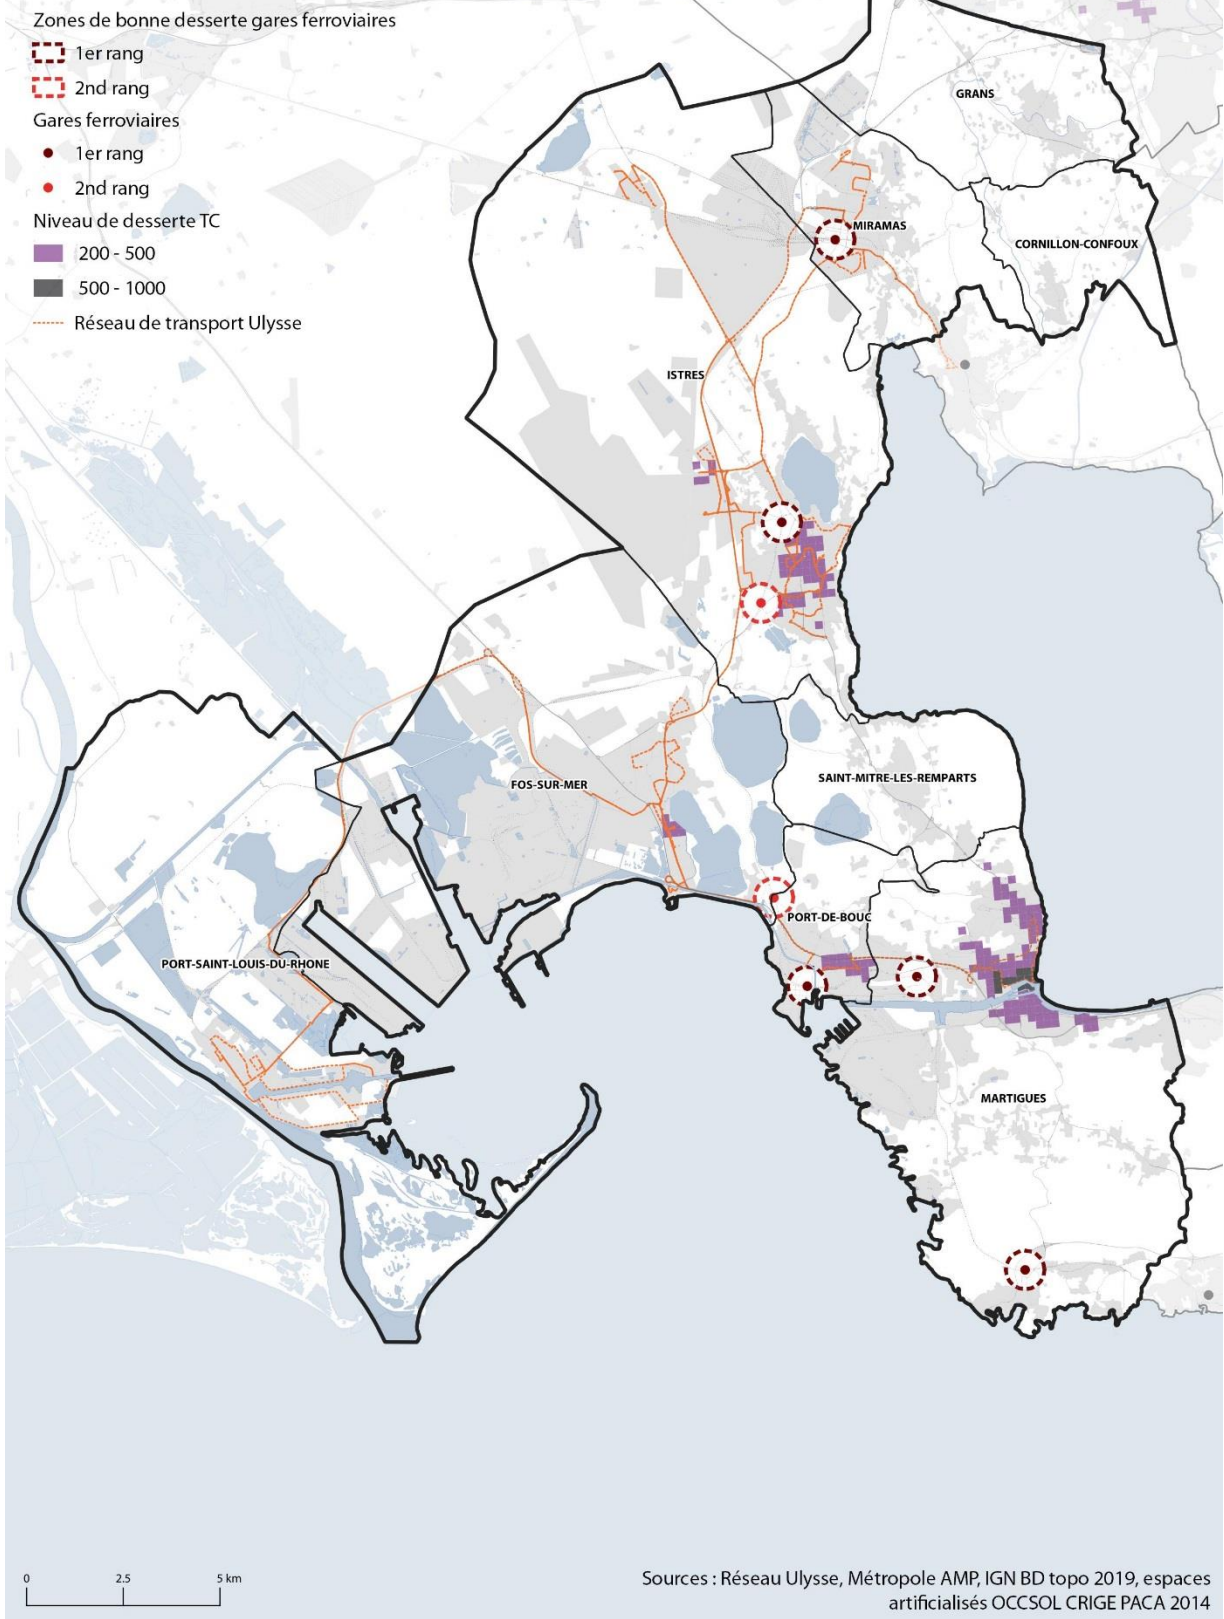 Zones de bonne desserte gares ferroviaires
1er rang
2nd rang
Gares ferroviaires
1er rang
2nd rang
Niveau de desserte TC
200 - 500
500 - 1000
Réseau de transport Ulysse
GRANS
MIRAMAS
CORNILLON-CONFOUX
ISTRES
SAINT-MITRE-LES-REMPARTS
FOS-SUR-MER
PORT-DE-BOUC
PORT-SAINT-LOUIS-DU-RHONE
MARTIGUES
0 2.5 5 km
Sources : Réseau Ulysse, Métropole AMP, IGN BD topo 2019, espaces
artificialisés OCCSOL CRIGE PACA 2014